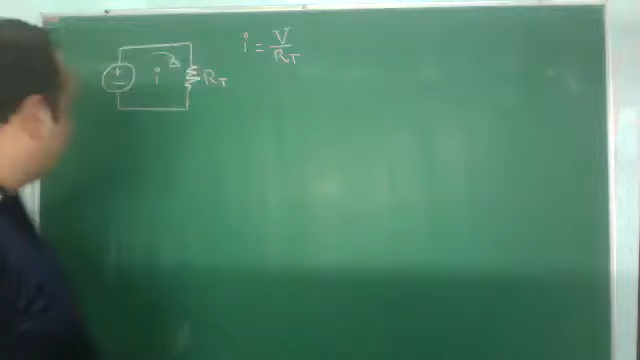 +
−
i
R_T
i = V/R_T